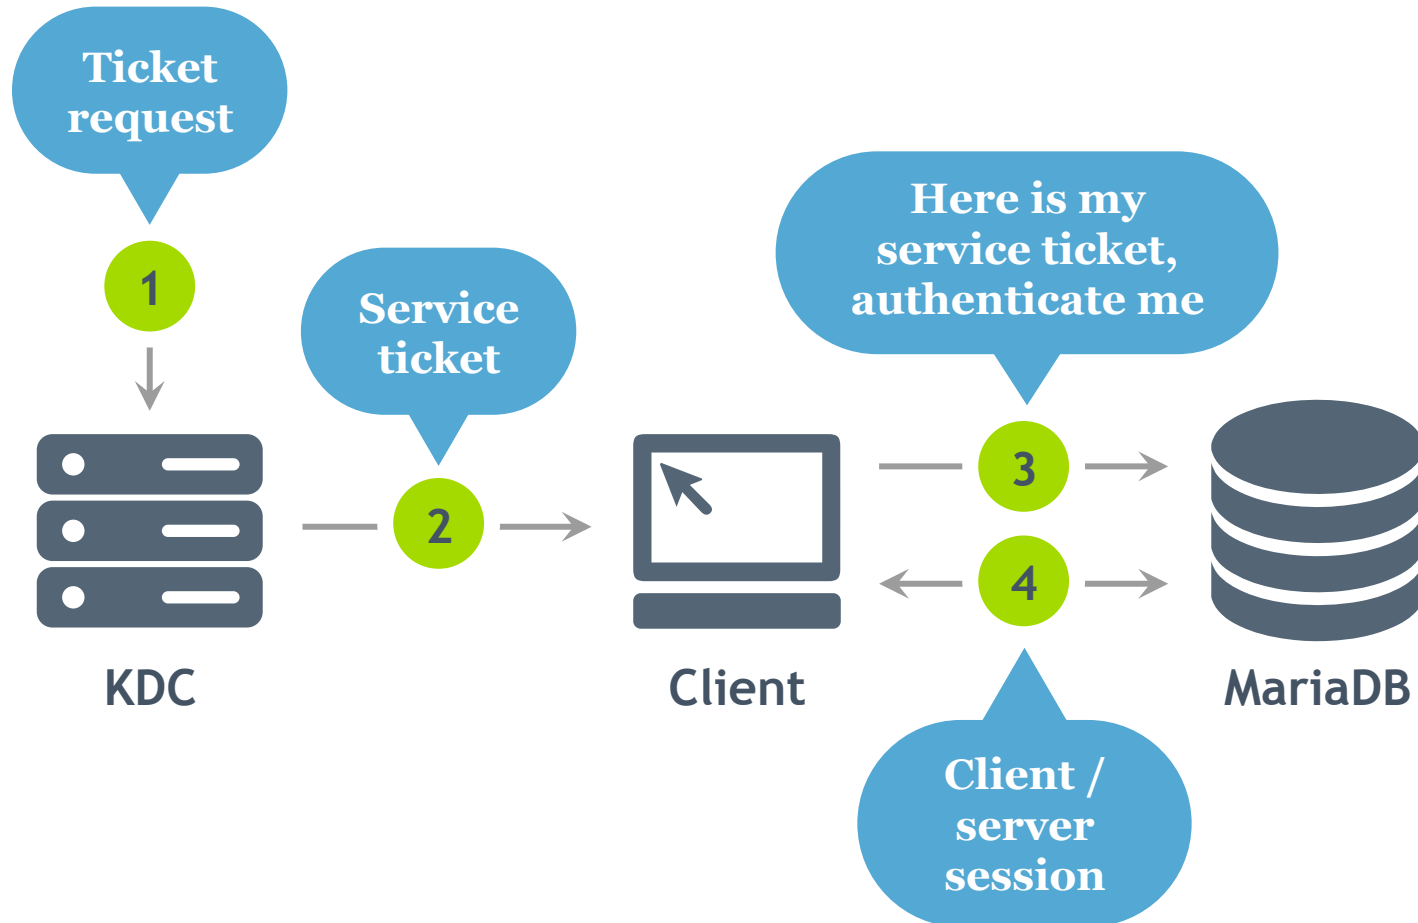 Ticket
request
1
Service
ticket
2
Here is my
service ticket,
authenticate me
3
4
KDC
Client
MariaDB
Client /
server
session